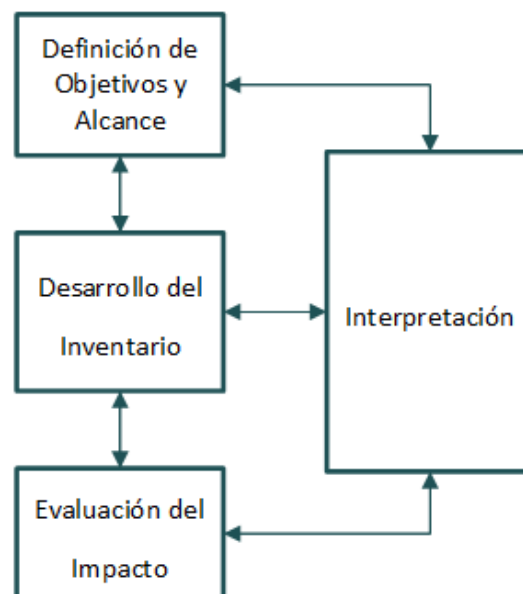 Definición de
Objetivos y
Alcance
Desarrollo del
Inventario
Interpretación
Evaluación del
Impacto